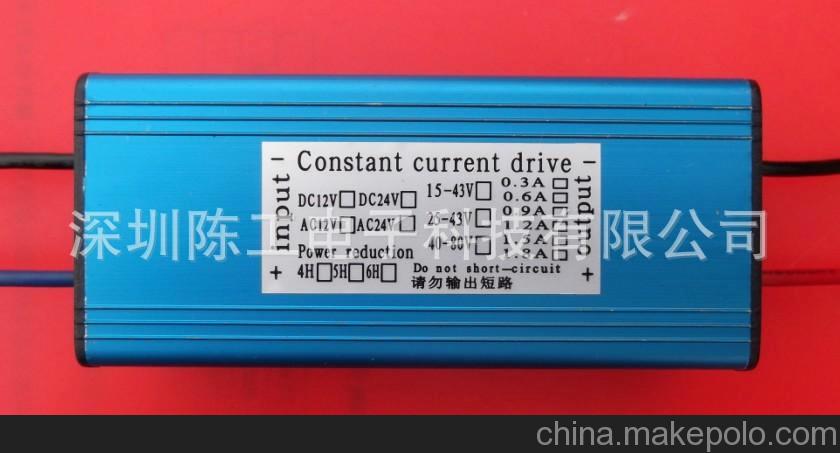 Constant current drive
- input +
- output +
DC12V DC24V
AC12V AC24V
Power reduction
4H 5H 6H
15-43V
25-43V
40-80V
0.3A
0.6A
0.9A
1.2A
1.5A
1.8A
Do not short-circuit
请勿输出短路
深圳陈工电子科技有限公司
china.makepolo.com